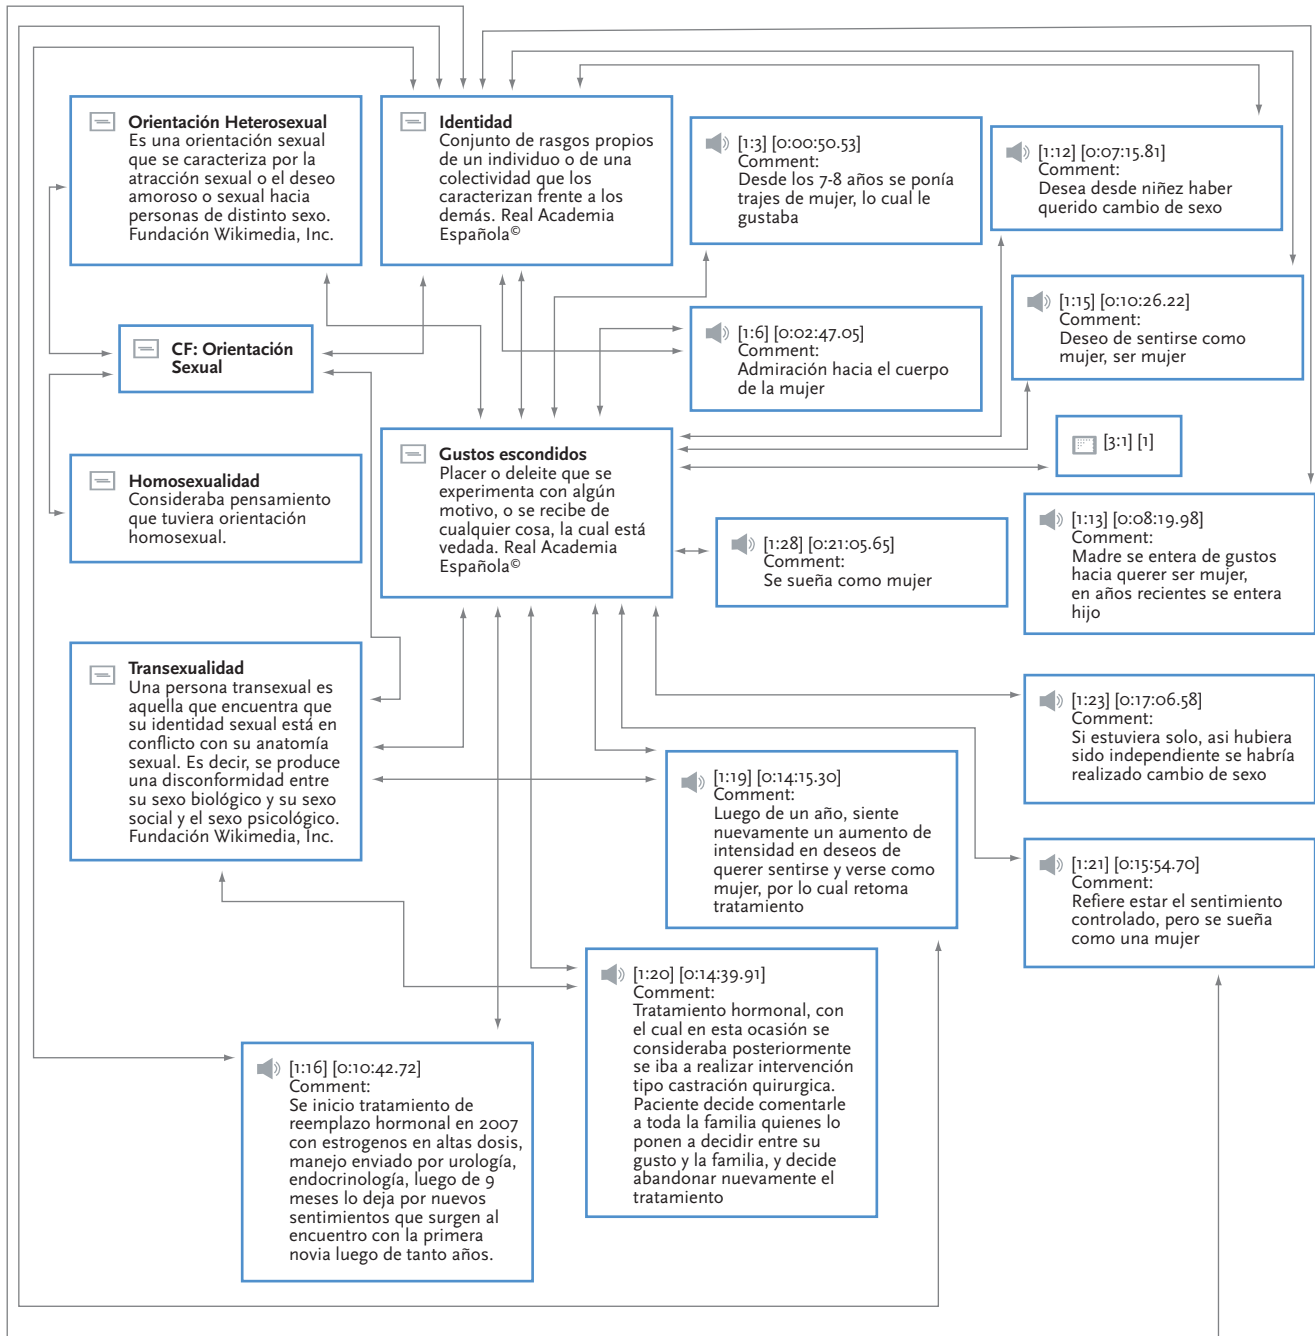 Orientación Heterosexual
Es una orientación sexual
que se caracteriza por la
atracción sexual o el deseo
amoroso o sexual hacia
personas de distinto sexo.
Fundación Wikimedia, Inc.
Identidad
Conjunto de rasgos propios
de un individuo o de una
colectividad que los
caracterizan frente a los
demás. Real Academia
Española©
[1:3] [0:00:50.53]
Comment:
Desde los 7-8 años se ponía
trajes de mujer, lo cual le
gustaba
[1:12] [0:07:15.81]
Comment:
Desea desde niñez haber
querido cambio de sexo
[1:15] [0:10:26.22]
Comment:
Deseo de sentirse como
mujer, ser mujer
[1:6] [0:02:47.05]
Comment:
Admiración hacia el cuerpo
de la mujer
CF: Orientación
Sexual
[3:1] [1]
Homosexualidad
Consideraba pensamiento
que tuviera orientación
homosexual.
Gustos escondidos
Placer o deleite que se
experimenta con algún
motivo, o se recibe de
cualquier cosa, la cual está
vedada. Real Academia
Española©
[1:28] [0:21:05.65]
Comment:
Se sueña como mujer
[1:13] [0:08:19.98]
Comment:
Madre se entera de gustos
hacia querer ser mujer,
en años recientes se entera
hijo
Transexualidad
Una persona transexual es
aquella que encuentra que
su identidad sexual está en
conflicto con su anatomía
sexual. Es decir, se produce
una disconformidad entre
su sexo biológico y su sexo
social y el sexo psicológico.
Fundación Wikimedia, Inc.
[1:23] [0:17:06.58]
Comment:
Si estuviera solo, asi hubiera
sido independiente se habría
realizado cambio de sexo
[1:19] [0:14:15.30]
Comment:
Luego de un año, siente
nuevamente un aumento de
intensidad en deseos de
querer sentirse y verse como
mujer, por lo cual retoma
tratamiento
[1:21] [0:15:54.70]
Comment:
Refiere estar el sentimiento
controlado, pero se sueña
como una mujer
[1:20] [0:14:39.91]
Comment:
Tratamiento hormonal, con
el cual en esta ocasión se
consideraba posteriormente
se iba a realizar intervención
tipo castración quirurgica.
Paciente decide comentarle
a toda la familia quienes lo
ponen a decidir entre su
gusto y la familia, y decide
abandonar nuevamente el
tratamiento
[1:16] [0:10:42.72]
Comment:
Se inicio tratamiento de
reemplazo hormonal en 2007
con estrogenos en altas dosis,
manejo enviado por urología,
endocrinología, luego de 9
meses lo deja por nuevos
sentimientos que surgen al
encuentro con la primera
novia luego de tanto años.